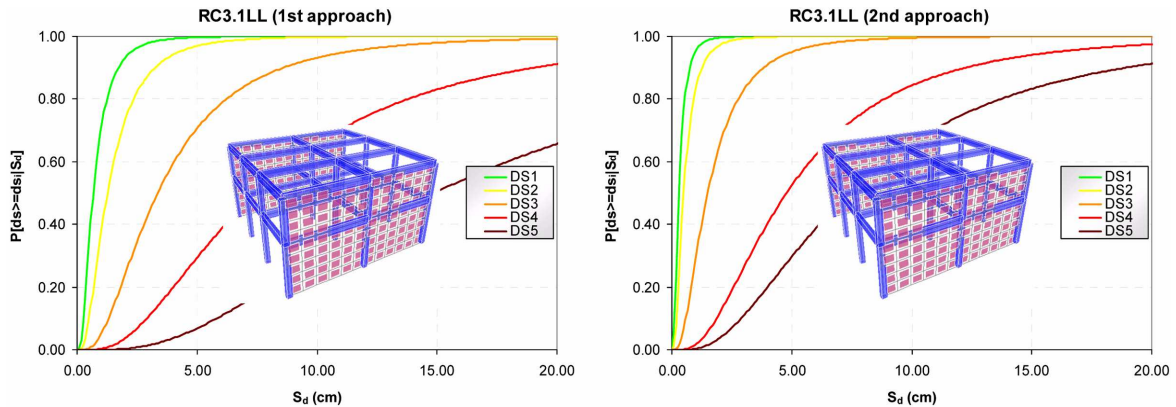 RC3.1LL (1st approach)
P[ds>=dsi|Sd]
1.00
0.80
0.60
0.40
0.20
0.00
0.00 5.00 10.00 15.00 20.00
Sd (cm)
DS1
DS2
DS3
DS4
DS5
RC3.1LL (2nd approach)
P[ds>=dsi|Sd]
1.00
0.80
0.60
0.40
0.20
0.00
0.00 5.00 10.00 15.00 20.00
Sd (cm)
DS1
DS2
DS3
DS4
DS5